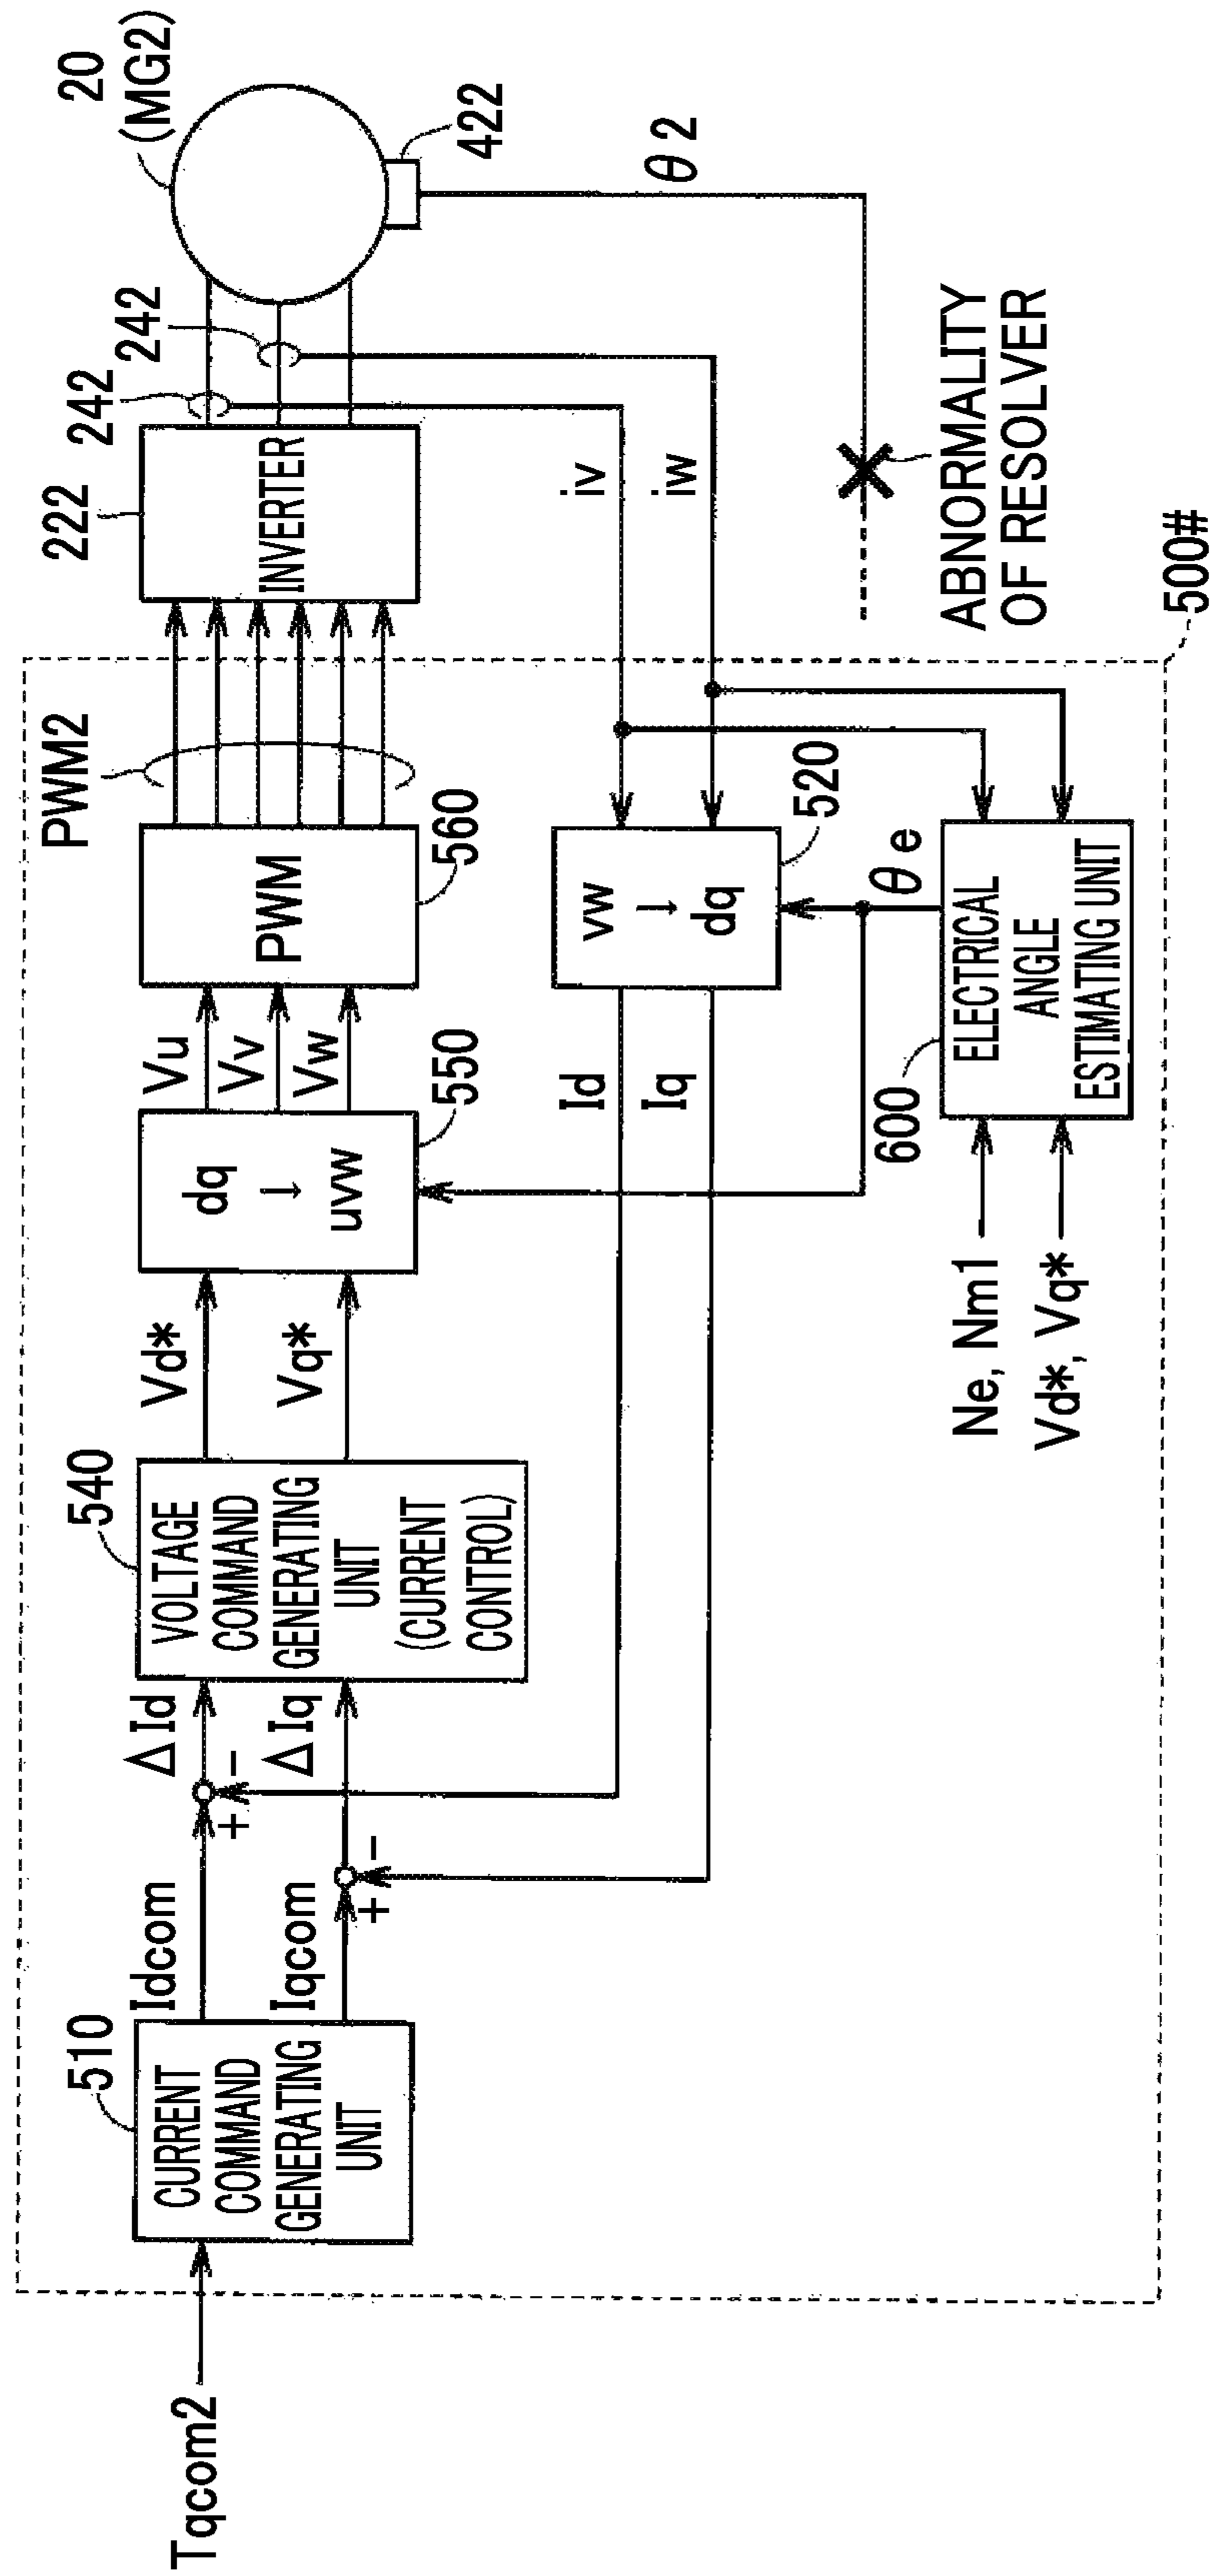 Tqcom2
510
CURRENT
COMMAND
GENERATING
UNIT
Idcom
Iqcom
+
−
+
−
ΔId
ΔIq
540
VOLTAGE
COMMAND
GENERATING
UNIT
(CURRENT
CONTROL)
Vd*
Vq*
dq
→
uvw
550
Vu
Vv
Vw
PWM
560
PWM2
222
INVERTER
242
242
20
(MG2)
422
θ2
iv
iw
ABNORMALITY
OF RESOLVER
500#
vw
→
dq
520
Id
Iq
θe
600
ELECTRICAL
ANGLE
ESTIMATING UNIT
Ne, Nm1
Vd*, Vq*